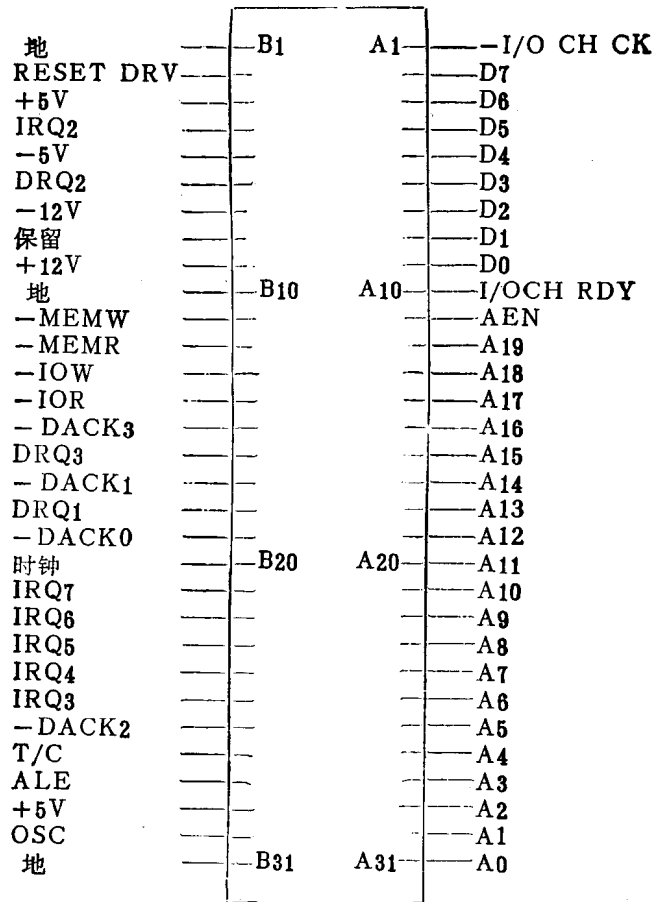 地 B1 A1 -I/O CH CK
RESET DRV D7
+5V D6
IRQ2 D5
-5V D4
DRQ2 D3
-12V D2
保留 D1
+12V D0
地 B10 A10 I/OCH RDY
-MEMW AEN
-MEMR A19
-IOW A18
-IOR A17
-DACK3 A16
DRQ3 A15
-DACK1 A14
DRQ1 A13
-DACK0 A12
时钟 B20 A20 A11
IRQ7 A10
IRQ6 A9
IRQ5 A8
IRQ4 A7
IRQ3 A6
-DACK2 A5
T/C A4
ALE A3
+5V A2
OSC A1
地 B31 A31 A0